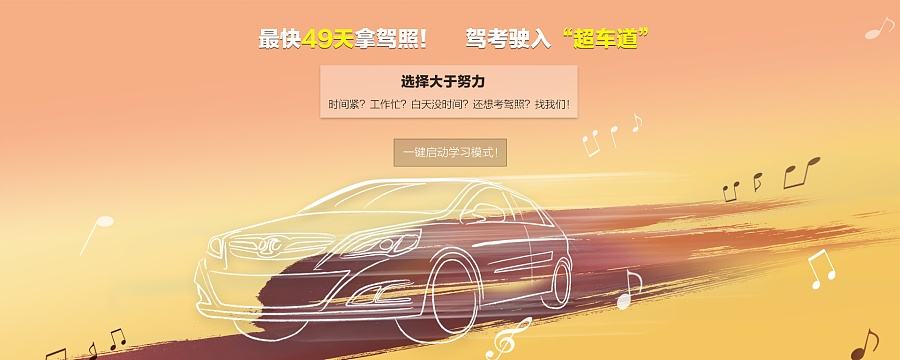 最快49天拿驾照! 驾考驶入“超车道”
选择大于努力
时间紧？工作忙？白天没时间？还想考驾照？找我们！
一键启动学习模式！